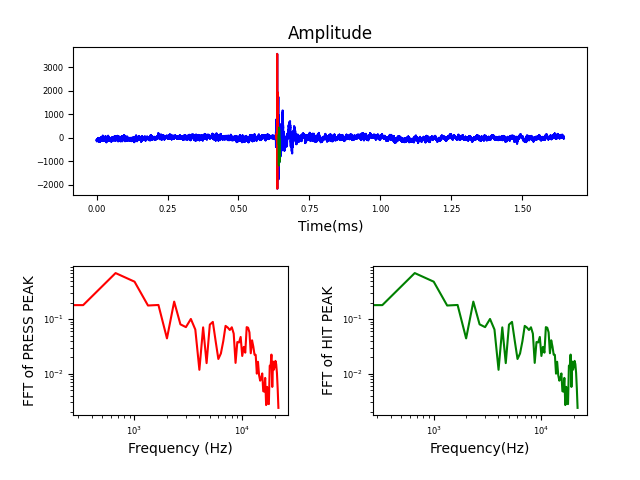 Amplitude
3000
2000
1000
0
−1000
−2000
0.00 0.25 0.50 0.75 1.00 1.25 1.50
Time(ms)
FFT of PRESS PEAK
10⁻¹
10⁻²
10³ 10⁴
Frequency (Hz)
FFT of HIT PEAK
10⁻¹
10⁻²
10³ 10⁴
Frequency(Hz)